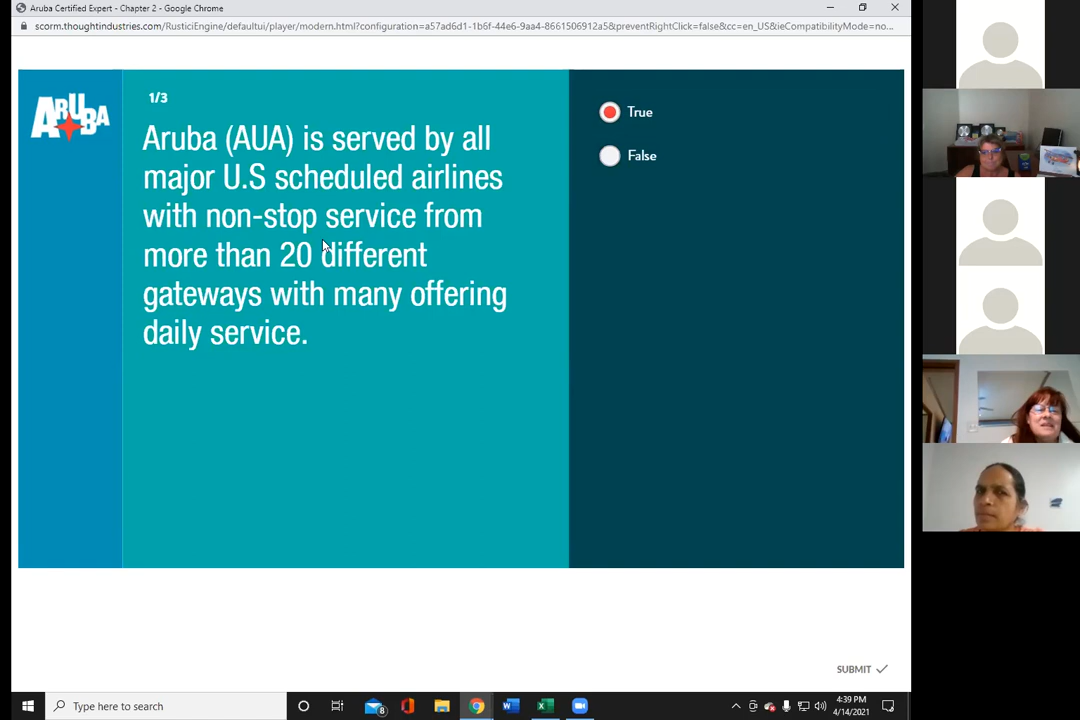 Aruba Certified Expert - Chapter 2 - Google Chrome
scorm.thoughtindustries.com/RusticiEngine/defaultui/player/modern.html?configuration=a57ad6d1-1b6f-44e6-9aa4-8661506912a5&preventRightClick=false&cc=en_US&ieCompatibilityMode=no...
ARUBA
1/3
Aruba (AUA) is served by all
major U.S scheduled airlines
with non-stop service from
more than 20 different
gateways with many offering
daily service.
True
False
SUBMIT
Type here to search
8
4:39 PM
4/14/2021